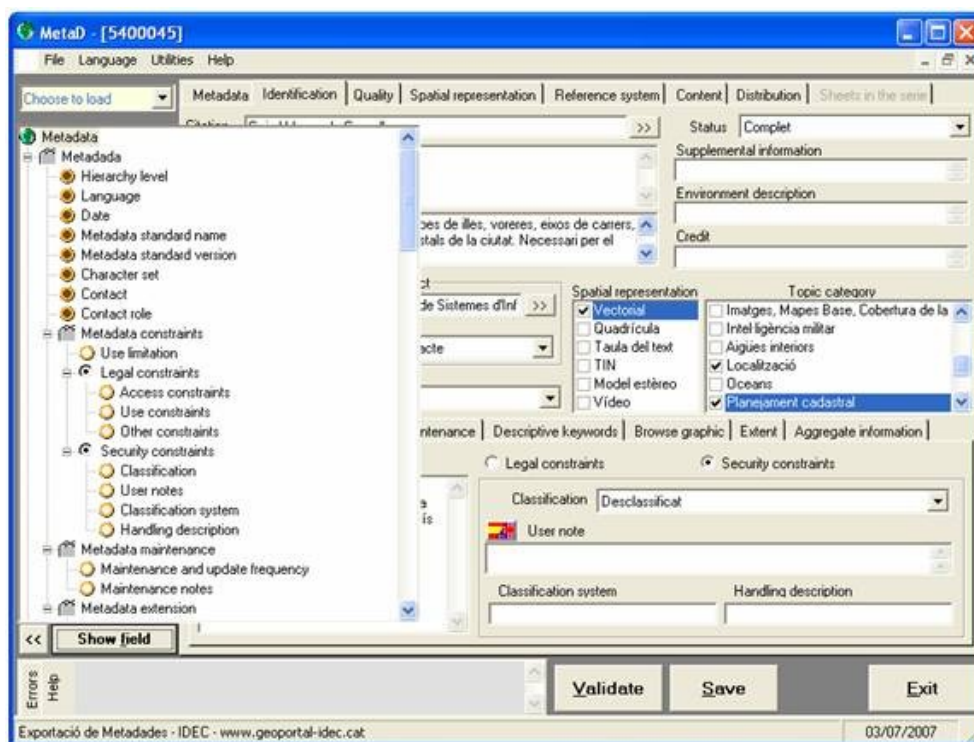 MetaD - [5400045]
File Language Utilities Help
Choose to load
Metadata Identification Quality Spatial representation Reference system Content Distribution Sheets in the serie
>> Status Complet
Supplemental information
Environment description
Credit
Metadata
Metadada
Hierarchy level
Language
Date
Metadata standard name
Metadata standard version
Character set
Contact
Contact role
Metadata constraints
Use limitation
Legal constraints
Access constraints
Use constraints
Other constraints
Security constraints
Classification
User notes
Classification system
Handling description
Metadata maintenance
Maintenance and update frequency
Maintenance notes
Metadata extension
<< Show field
de illes, voreres, eixos de carrers,
de la ciutat. Necessari per el
de Sistemes d'Inf >>
Spatial representation
Vectorial
Quadrícula
Taula del text
TIN
Model estèreo
Vídeo
Topic category
Imatges, Mapes Base, Cobertura de la
Intel ligència militar
Aigües interiors
Localització
Oceans
Planejament cadastral
Descriptive keywords Browse graphic Extent Aggregate information
Legal constraints Security constraints
Classification Desclassificat
User note
Classification system Handling description
Errors
Help
Validate Save Exit
Exportació de Metadades - IDEC - www.geoportal-idec.cat 03/07/2007